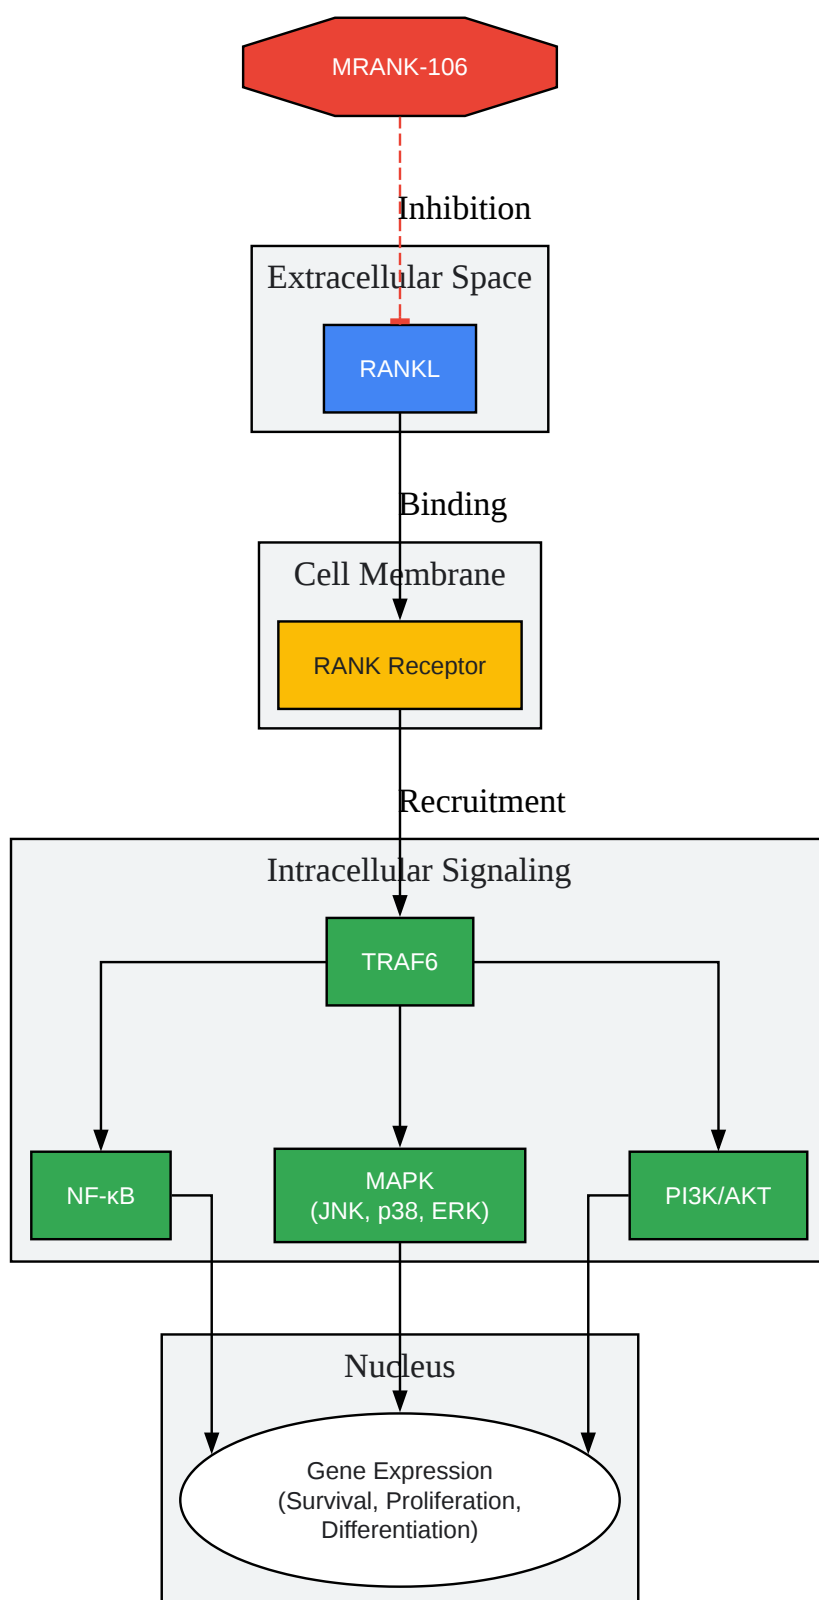 MRANK-106
Inhibition
Extracellular Space
RANKL
Binding
Cell Membrane
RANK Receptor
Recruitment
Intracellular Signaling
TRAF6
NF-κB
MAPK
(JNK, p38, ERK)
PI3K/AKT
Nucleus
Gene Expression
(Survival, Proliferation,
Differentiation)